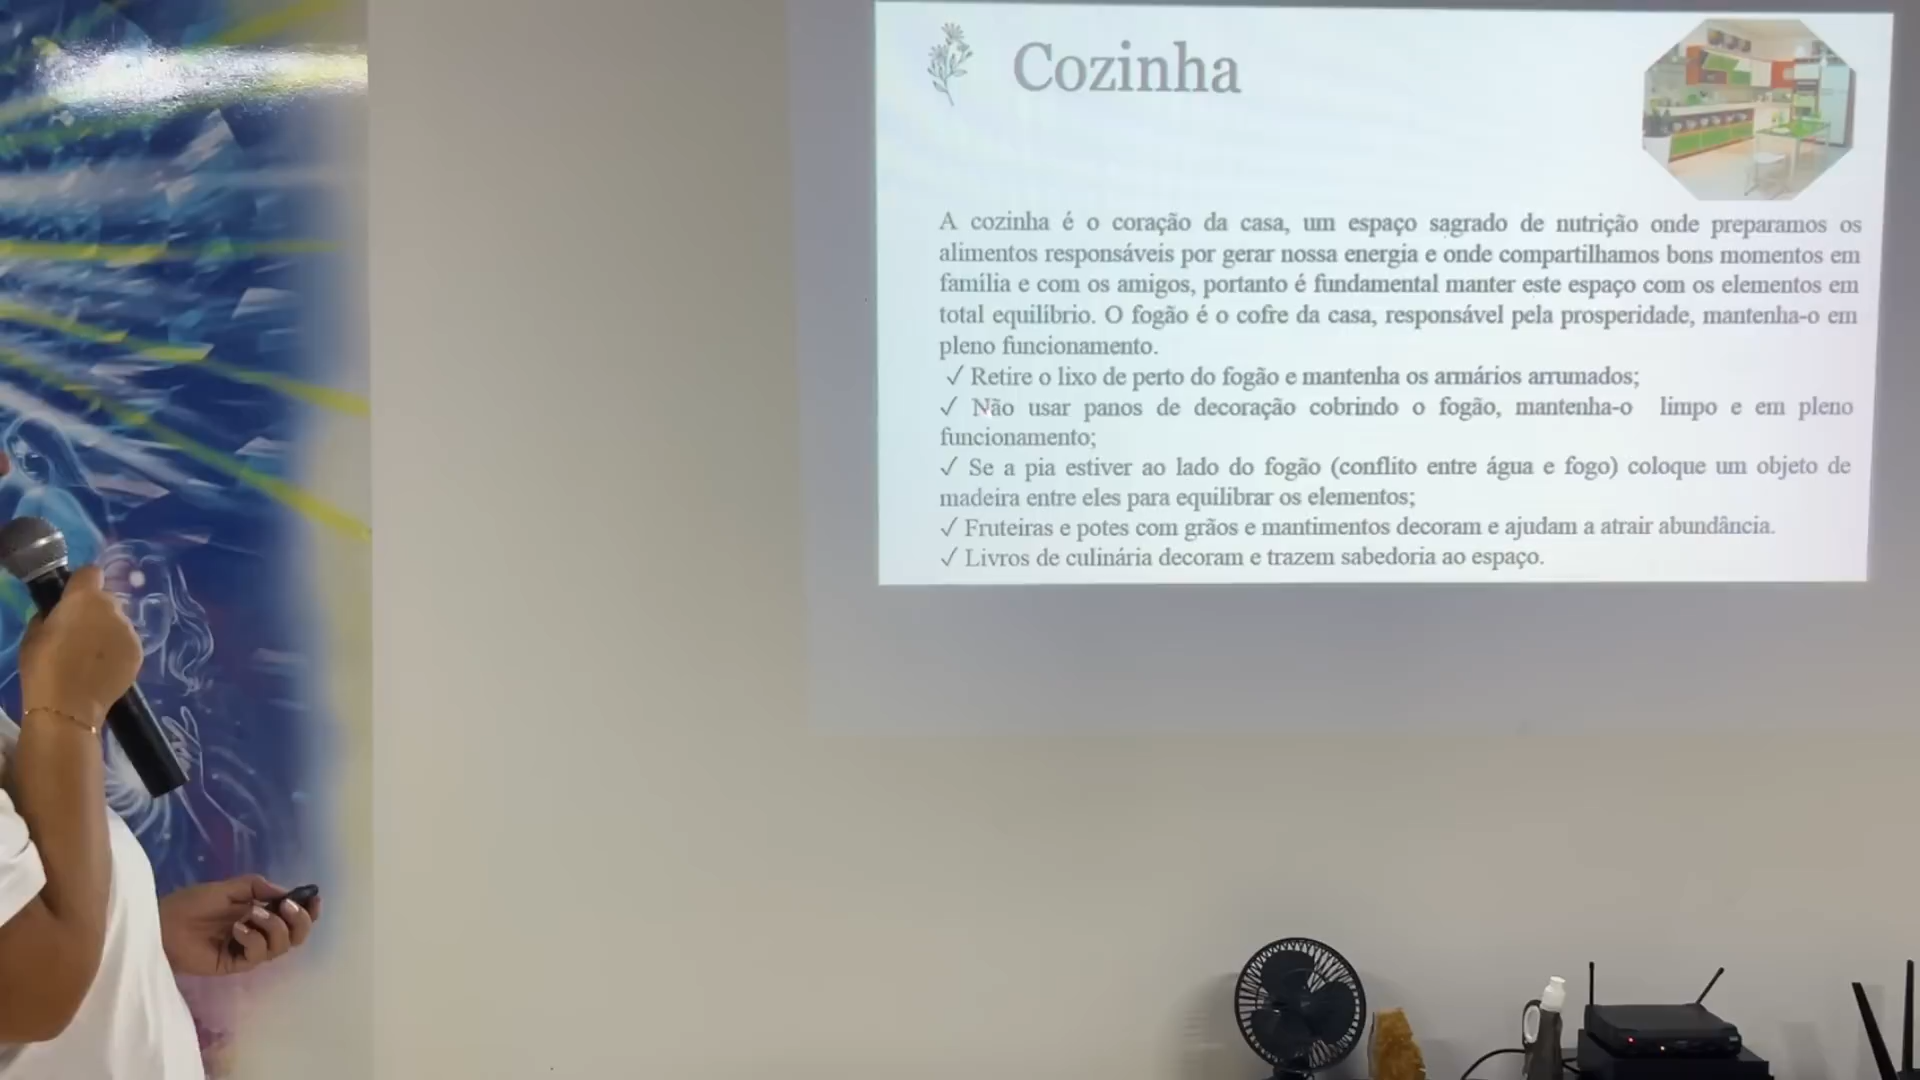 Cozinha
A cozinha é o coração da casa, um espaço sagrado de nutrição onde preparamos os
alimentos responsáveis por gerar nossa energia e onde compartilhamos bons momentos em
família e com os amigos, portanto é fundamental manter este espaço com os elementos em
total equilíbrio. O fogão é o cofre da casa, responsável pela prosperidade, mantenha-o em
pleno funcionamento.
✓ Retire o lixo de perto do fogão e mantenha os armários arrumados;
✓ Não usar panos de decoração cobrindo o fogão, mantenha-o limpo e em pleno
funcionamento;
✓ Se a pia estiver ao lado do fogão (conflito entre água e fogo) coloque um objeto de
madeira entre eles para equilibrar os elementos;
✓ Fruteiras e potes com grãos e mantimentos decoram e ajudam a atrair abundância.
✓ Livros de culinária decoram e trazem sabedoria ao espaço.